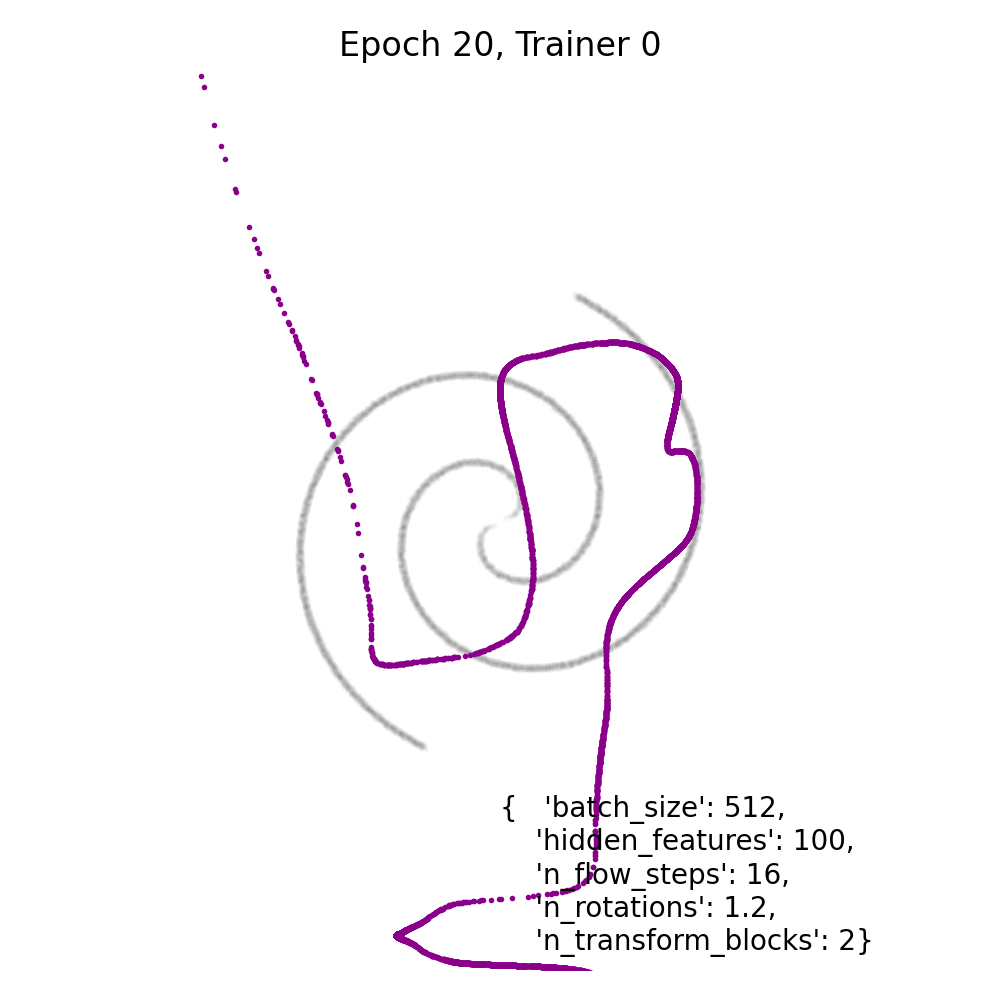 Epoch 20, Trainer 0
{ 'batch_size': 512,
'hidden_features': 100,
'n_flow_steps': 16,
'n_rotations': 1.2,
'n_transform_blocks': 2}